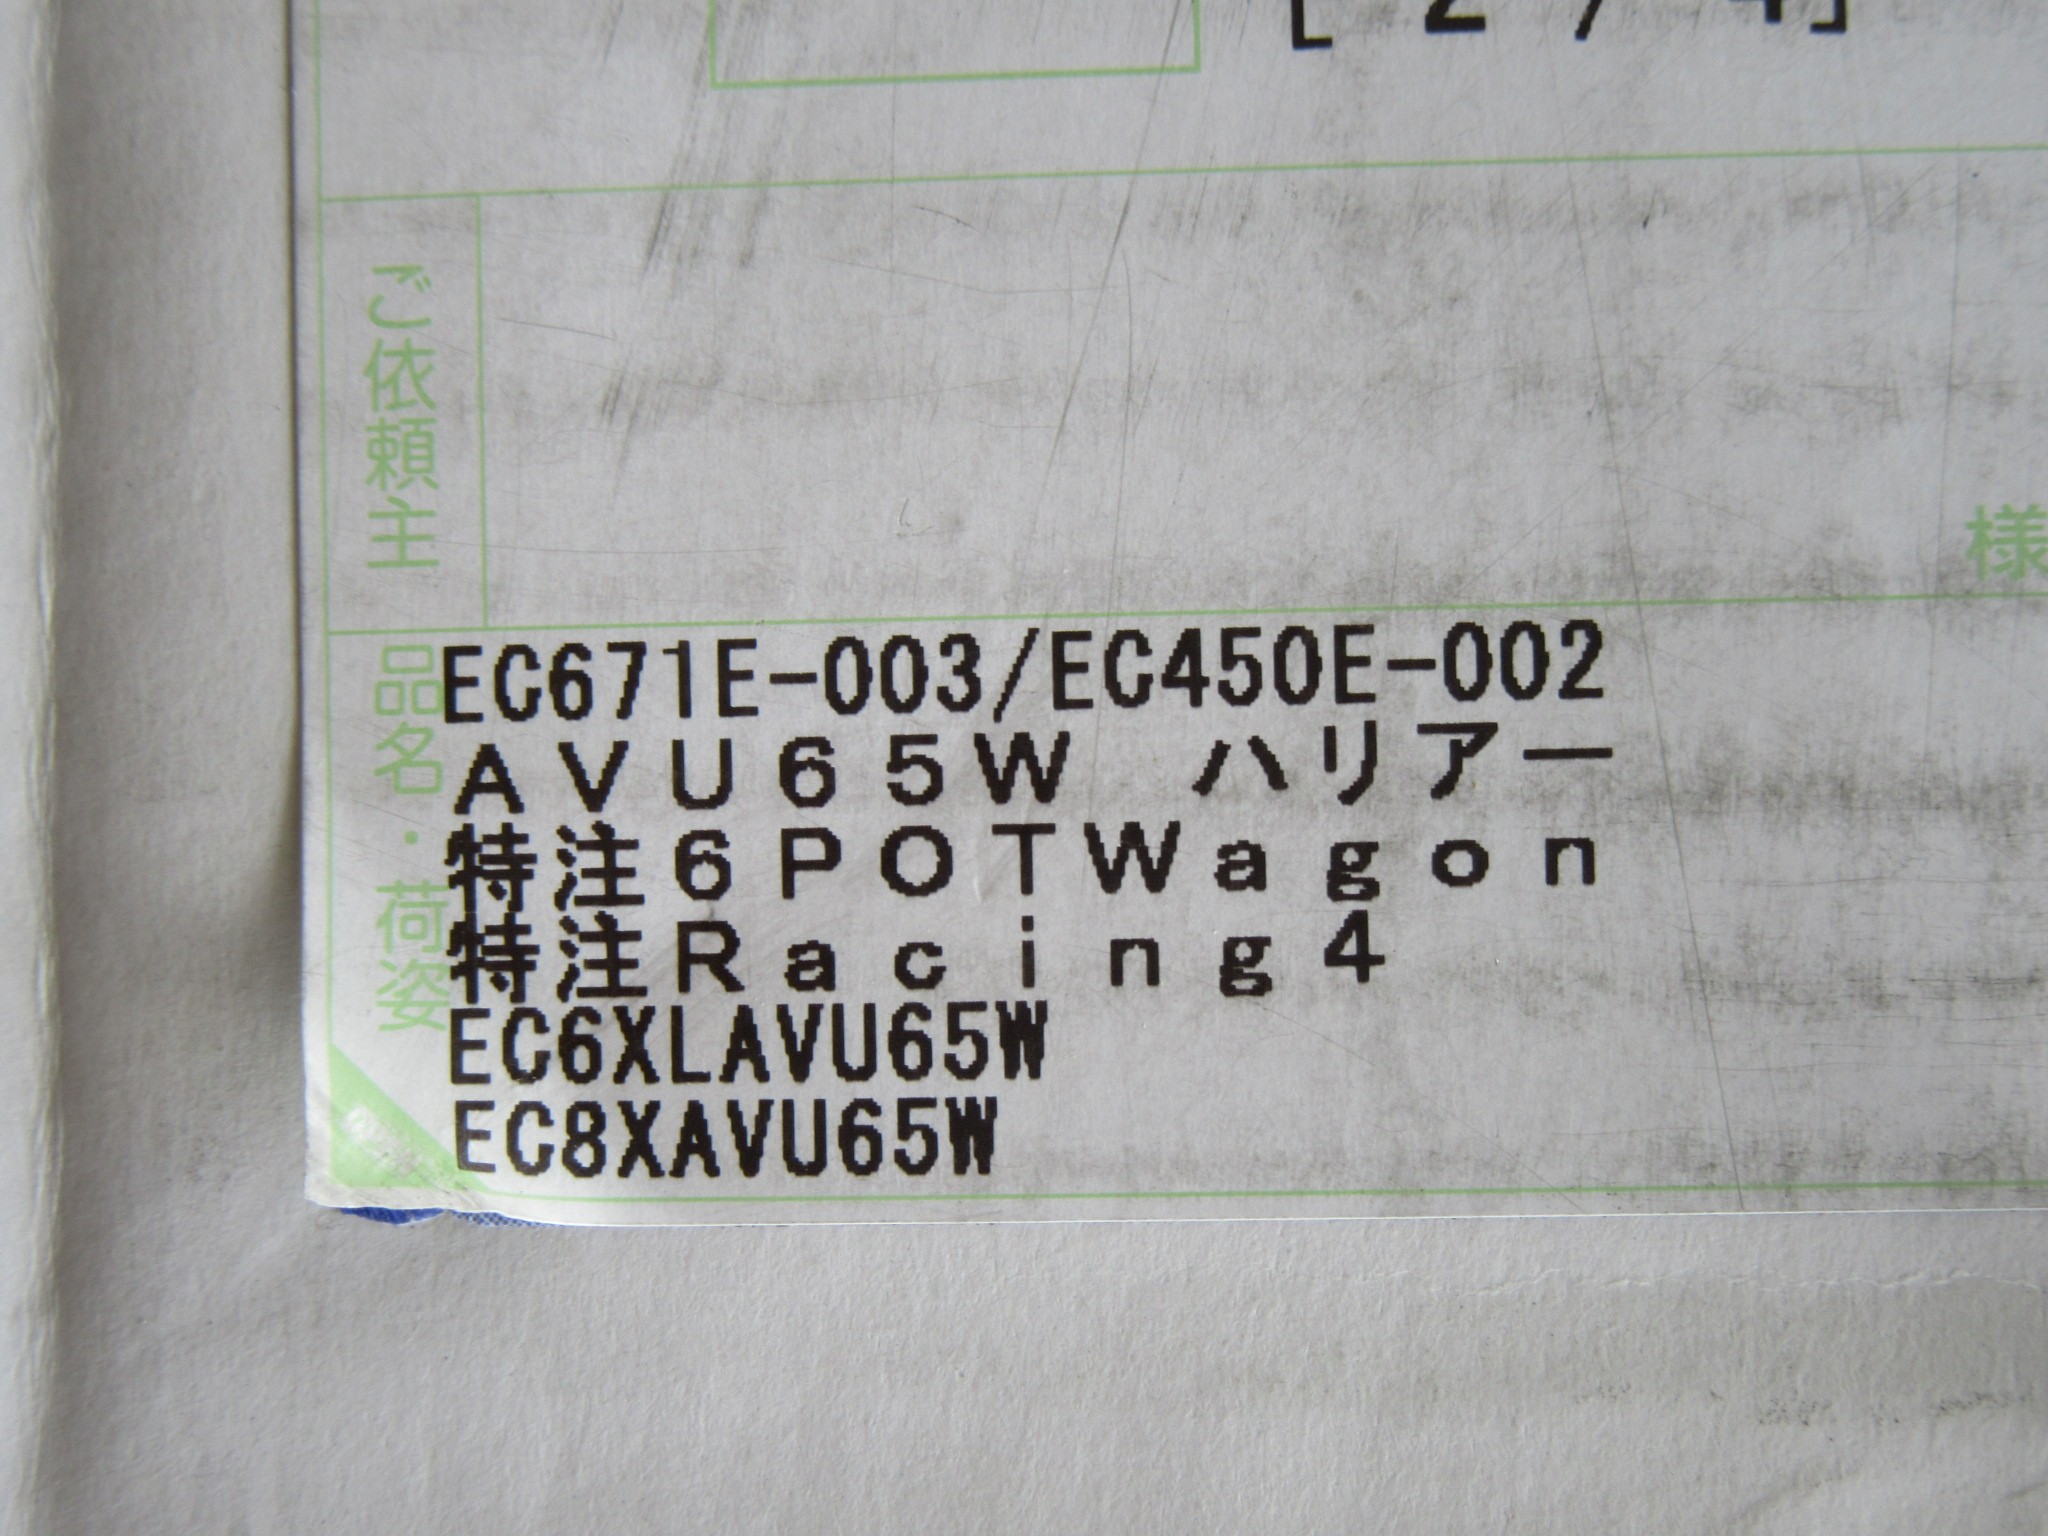 [ 2 / 4]
ご依頼主
様
品名・荷姿
EC671E-003/EC450E-002
AVU65W ハリアー
特注6POTWagon
特注Racing4
EC6XLAVU65W
EC8XAVU65W